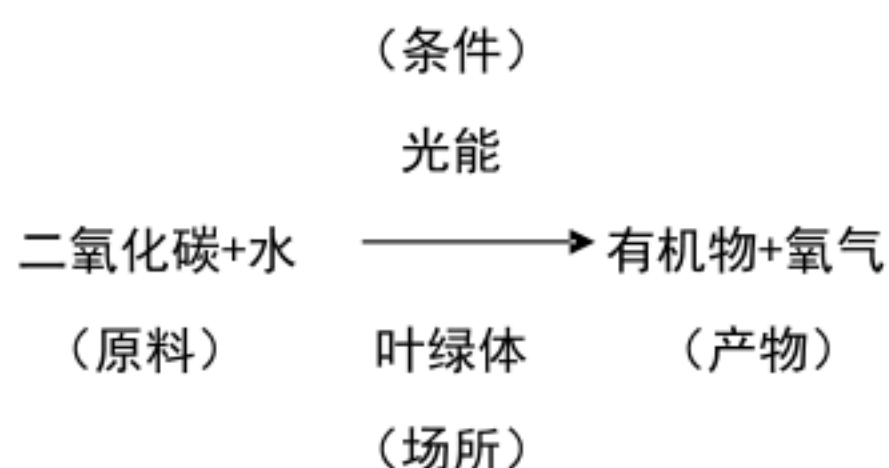 （条件）
光能
二氧化碳+水 有机物+氧气
（原料） 叶绿体 （产物）
（场所）